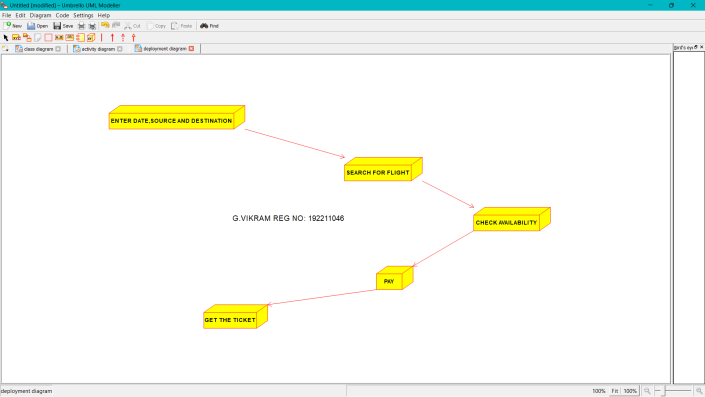 Untitled (modified) - Umbrello UML Modeller
File Edit Diagram Code Settings Help
New Open Save Cut Copy Paste Find
class diagram activity diagram deployment diagram
Bird's ey
ENTER DATE,SOURCE AND DESTINATION
SEARCH FOR FLIGHT
G.VIKRAM REG NO: 192211046
CHECK AVAILABILITY
PAY
GET THE TICKET
deployment diagram 100% Fit 100%